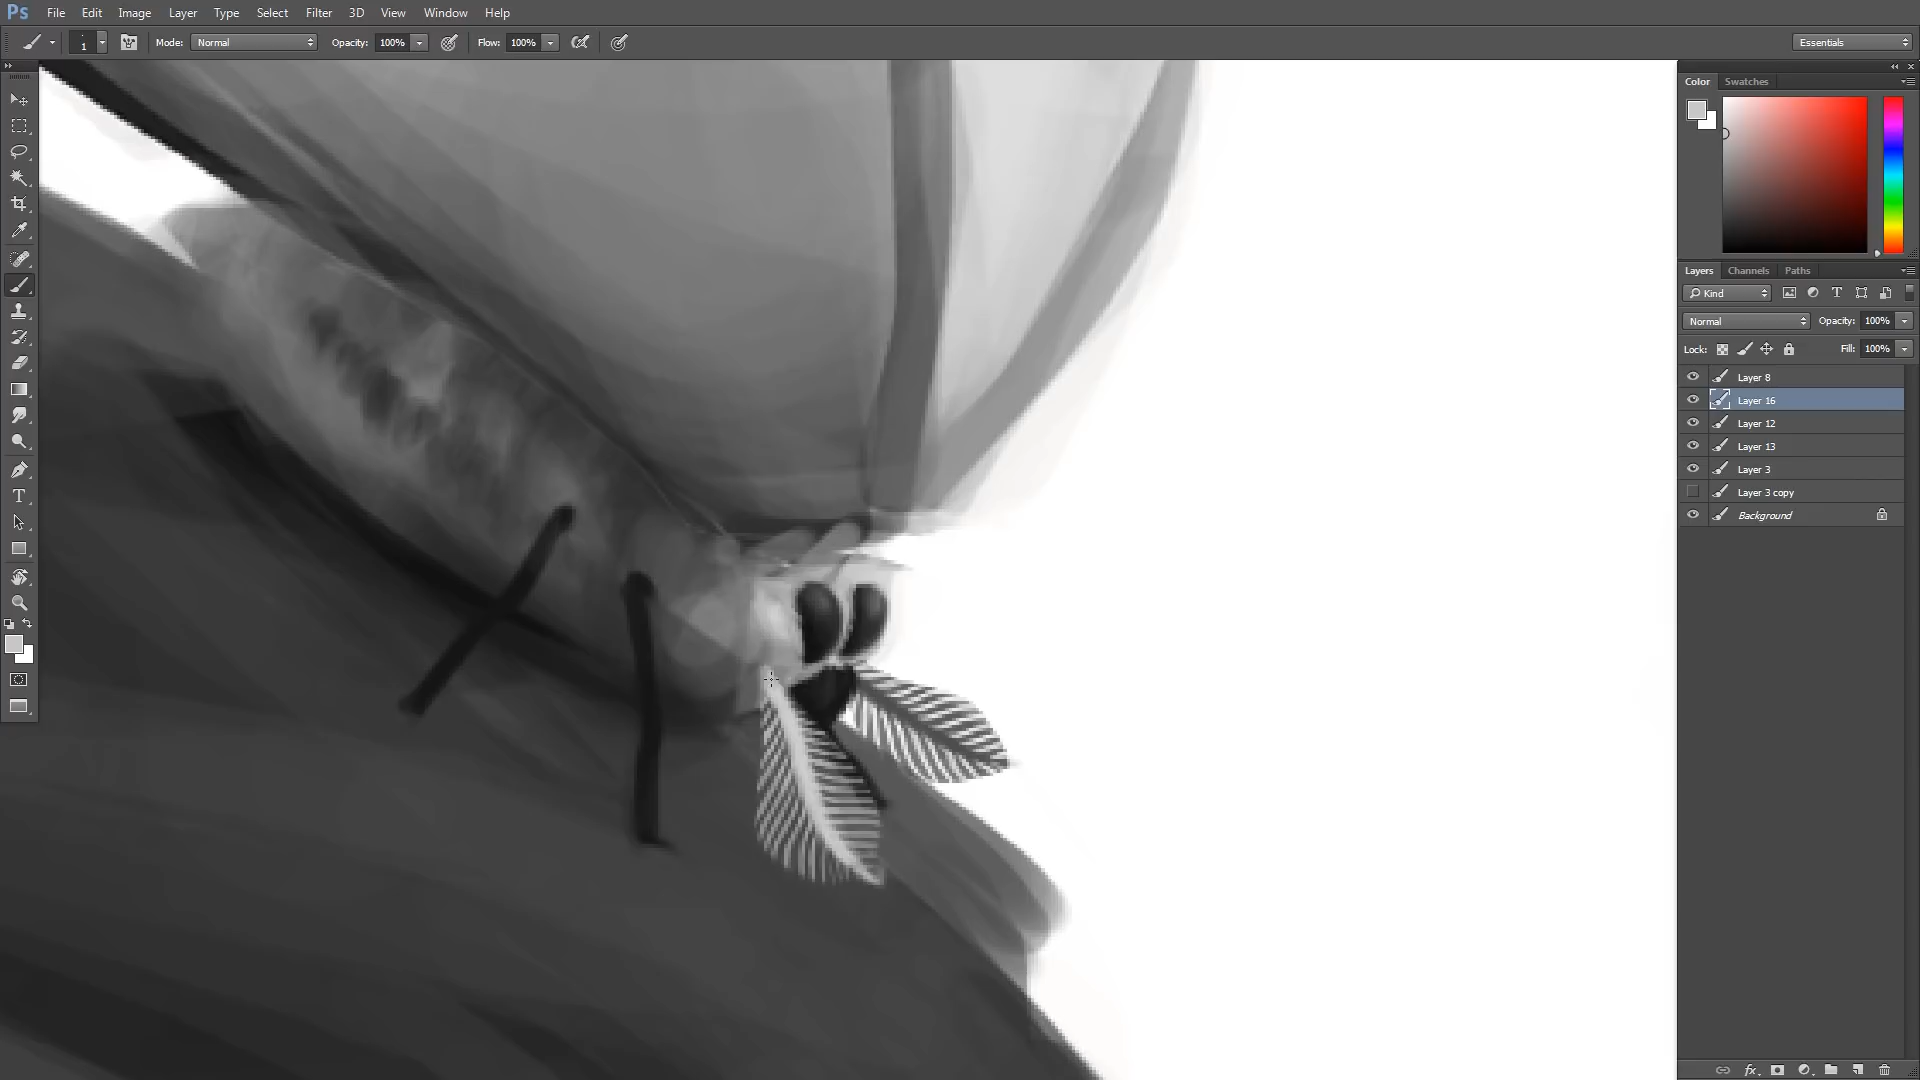 Ps File Edit Image Layer Type Select Filter 3D View Window Help
1 Mode: Normal Opacity: 100% Flow: 100% Essentials
Color Swatches
Layers Channels Paths
Kind T
Normal Opacity: 100%
Lock: Fill: 100%
Layer 8
Layer 16
Layer 12
Layer 13
Layer 3
Layer 3 copy
Background
T
fx